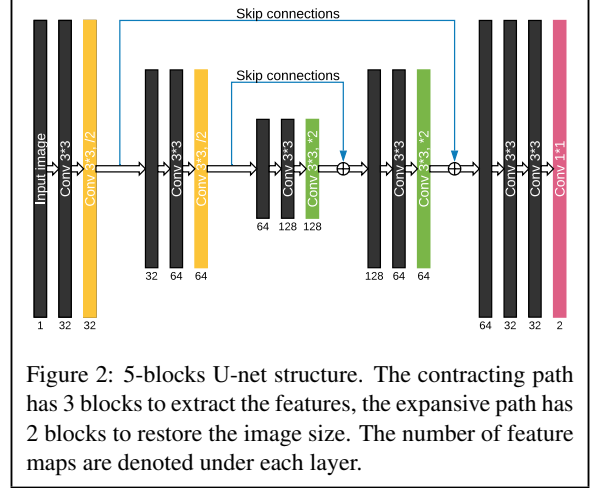 Skip connections
Skip connections
Input image
Conv 3*3
Conv 3*3, /2
Conv 3*3
Conv 3*3, /2
Conv 3*3
Conv 3*3, *2
Conv 3*3
Conv 3*3, *2
Conv 3*3
Conv 3*3
Conv 1*1
64 128 128
32 64 64
128 64 64
1 32 32
64 32 32 2
Figure 2: 5-blocks U-net structure. The contracting path
has 3 blocks to extract the features, the expansive path has
2 blocks to restore the image size. The number of feature
maps are denoted under each layer.